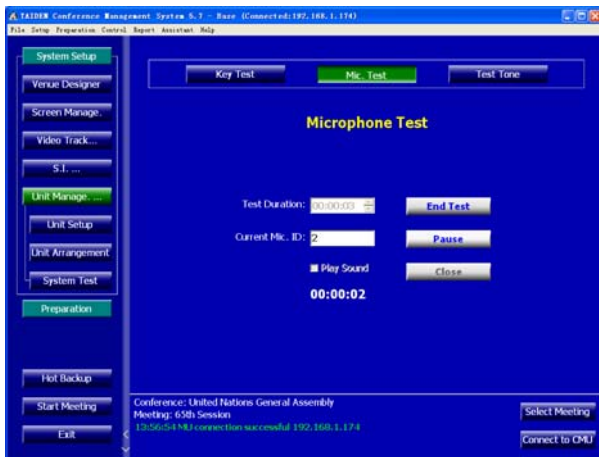 TAIDEN Conference Management System 5.7 - Base (Connected:192.168.1.174)
File Setup Preparation Control Report Assistant Help
System Setup
Venue Designer
Screen Manage.
Video Track...
S.I. ...
Unit Manage. ...
Unit Setup
Unit Arrangement
System Test
Preparation
Hot Backup
Start Meeting
Exit
Key Test
Mic. Test
Test Tone
Microphone Test
Test Duration: 00:00:03
End Test
Current Mic. ID: 2
Pause
Play Sound
Close
00:00:02
Conference: United Nations General Assembly
Meeting: 65th Session
13:56:54 MU connection successful 192.168.1.174
Select Meeting
Connect to CMU